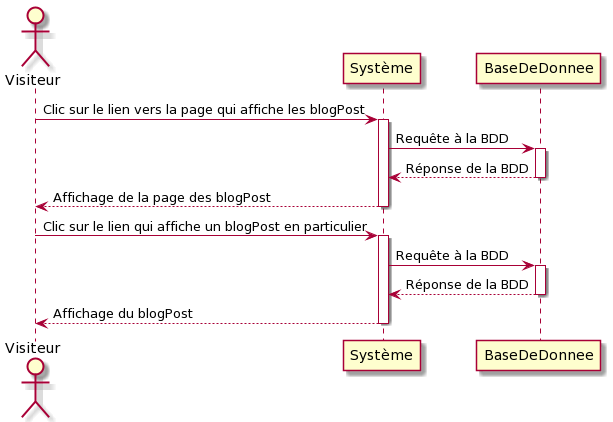 Visiteur
Système
BaseDeDonnee
Clic sur le lien vers la page qui affiche les blogPost
Requête à la BDD
Réponse de la BDD
Affichage de la page des blogPost
Clic sur le lien qui affiche un blogPost en particulier
Requête à la BDD
Réponse de la BDD
Affichage du blogPost
Visiteur
Système
BaseDeDonnee